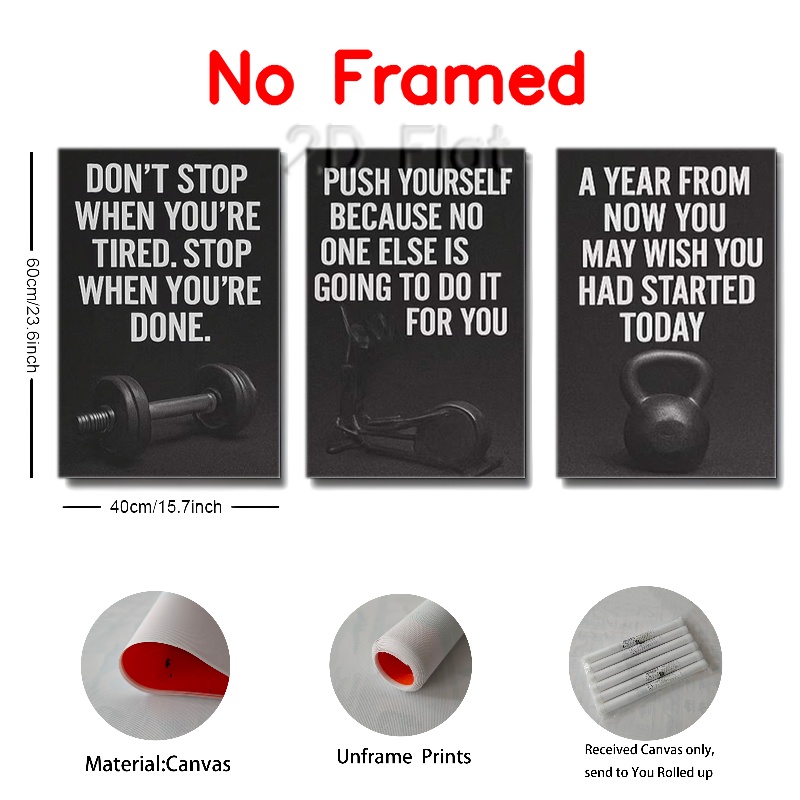 No Framed
2D Flat
DON'T STOP
WHEN YOU'RE
TIRED. STOP
WHEN YOU'RE
DONE.
PUSH YOURSELF
BECAUSE NO
ONE ELSE IS
GOING TO DO IT
FOR YOU
A YEAR FROM
NOW YOU
MAY WISH YOU
HAD STARTED
TODAY
60cm/23.6inch
40cm/15.7inch
Material:Canvas
Unframe Prints
Received Canvas only,
send to You Rolled up